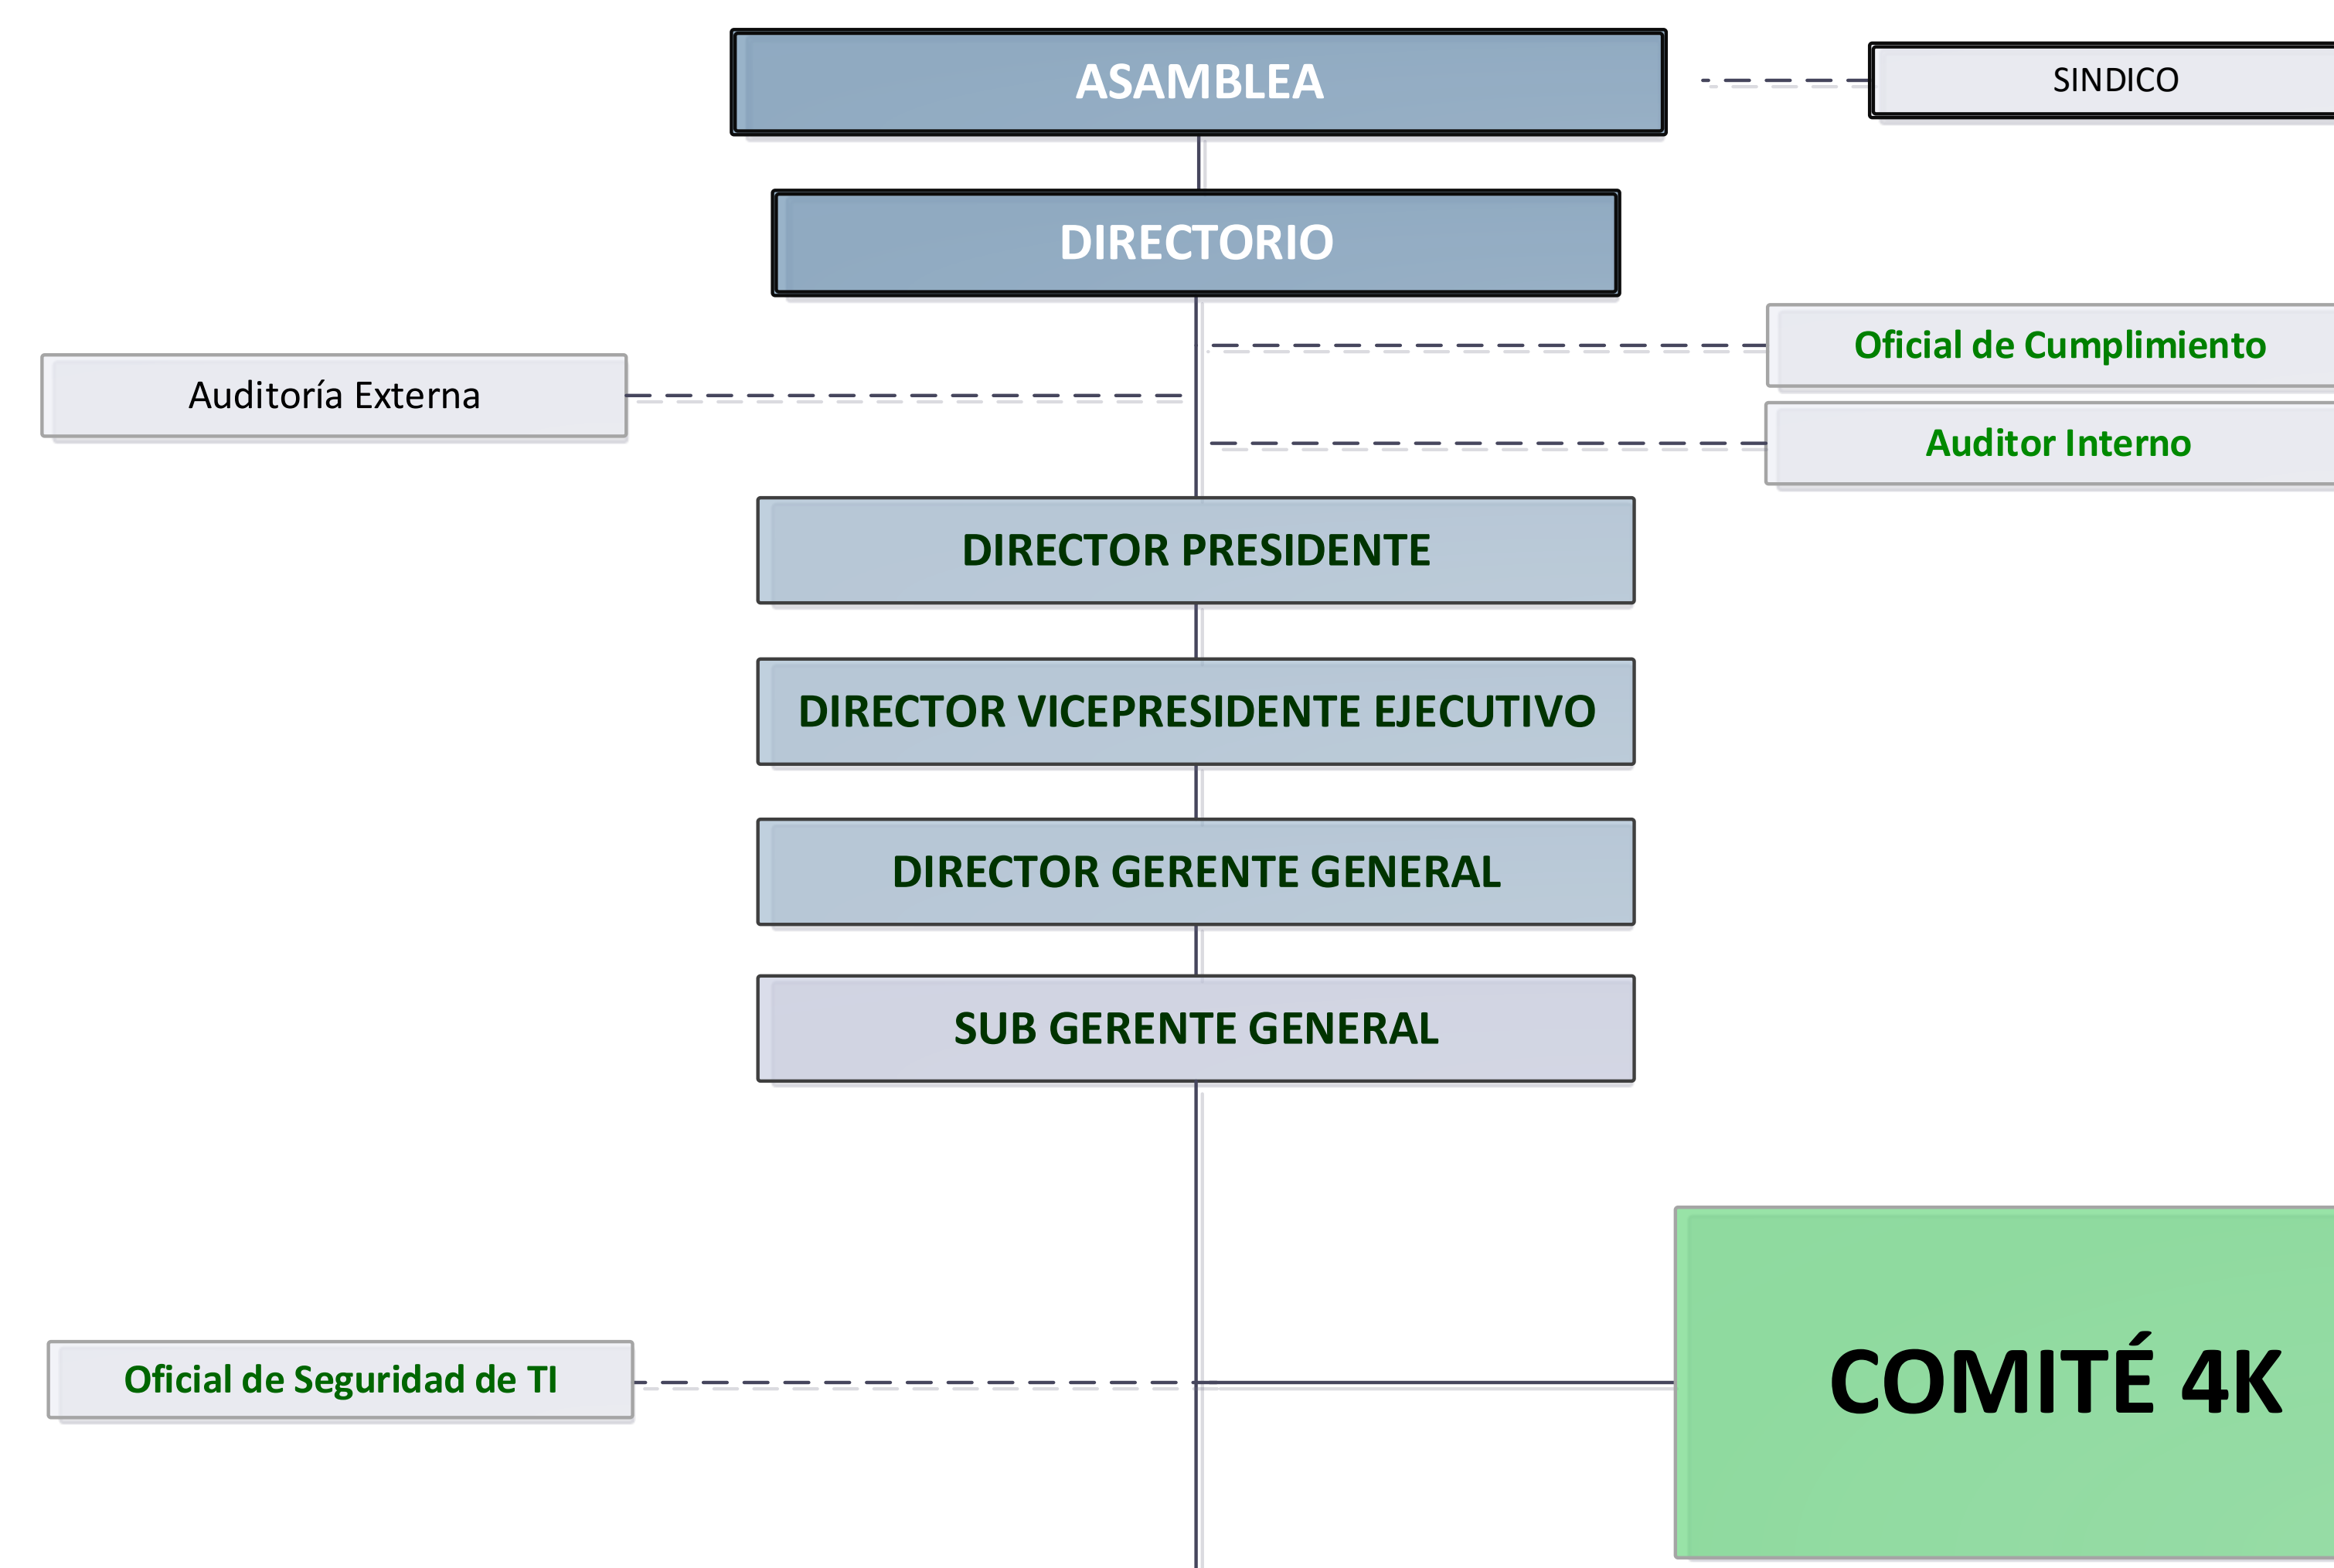 ASAMBLEA
SINDICO
DIRECTORIO
Oficial de Cumplimiento
Auditoría Externa
Auditor Interno
DIRECTOR PRESIDENTE
DIRECTOR VICEPRESIDENTE EJECUTIVO
DIRECTOR GERENTE GENERAL
SUB GERENTE GENERAL
Oficial de Seguridad de TI
COMITÉ 4K